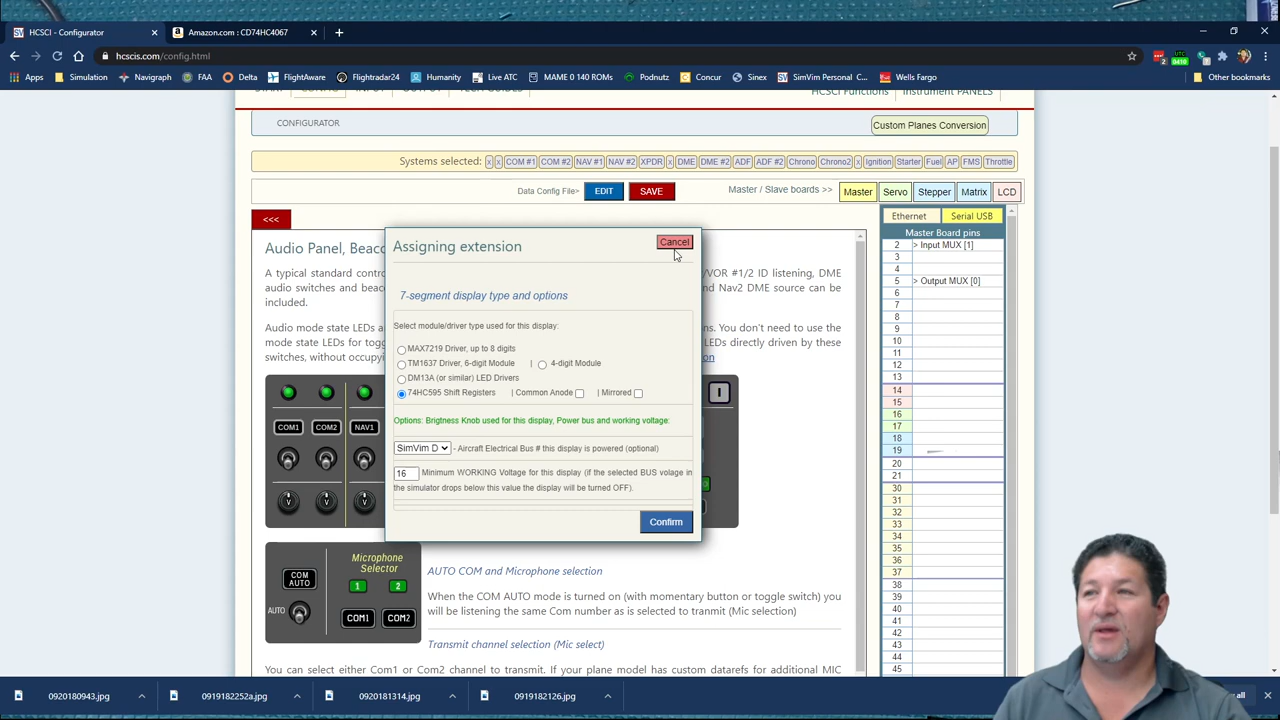 HCSCI - Configurator
Amazon.com : CD74HC4067
hcscis.com/config.html
Apps Simulation Navigraph FAA Delta FlightAware Flightradar24 Humanity Live ATC MAME 0 140 ROMs Podnutz Concur Sinex SimVim Personal C... Wells Fargo Other bookmarks
UTC
0410
HCSCI Functions Instrument PANELS
CONFIGURATOR
Custom Planes Conversion
Systems selected: x x COM #1 COM #2 NAV #1 NAV #2 XPDR x DME DME #2 ADF ADF #2 Chrono Chrono2 x Ignition Starter Fuel AP FMS Throttle
Data Config File> EDIT SAVE Master / Slave boards >> Master Servo Stepper Matrix LCD
<<<
Ethernet Serial USB
Master Board pins
2 > Input MUX [1]
3
4
5 > Output MUX [0]
6
7
8
9
10
11
12
13
14
15
16
17
18
19
20
21
30
31
32
33
34
35
36
37
38
39
40
41
42
43
44
45
Audio Panel, Beaco
A typical standard contro
audio switches and beaco
included.
/VOR #1/2 ID listening, DME
and Nav2 DME source can be
Audio mode state LEDs a
mode state LEDs for togg
switches, without occupyi
ns. You don't need to use the
LEDs directly driven by these
on
COM1 COM2 NAV1
I
Assigning extension
Cancel
7-segment display type and options
Select module/driver type used for this display:
MAX7219 Driver, up to 8 digits
TM1637 Driver, 6-digit Module | 4-digit Module
DM13A (or similar) LED Drivers
74HC595 Shift Registers | Common Anode | Mirrored
Options: Brigtness Knob used for this display, Power bus and working voltage:
SimVim D - Aircraft Electrical Bus # this display is powered (optional)
16 Minimum WORKING Voltage for this display (if the selected BUS volage in
the simulator drops below this value the display will be turned OFF).
Confirm
Microphone
Selector
COM
AUTO
1 2
AUTO
COM1 COM2
AUTO COM and Microphone selection
When the COM AUTO mode is turned on (with momentary button or toggle switch) you
will be listening the same Com number as is selected to tranmit (Mic selection)
Transmit channel selection (Mic select)
You can select either Com1 or Com2 channel to transmit. If your plane model has custom datarefs for additional MIC
0920180943.jpg
0919182252a.jpg
0920181314.jpg
0919182126.jpg